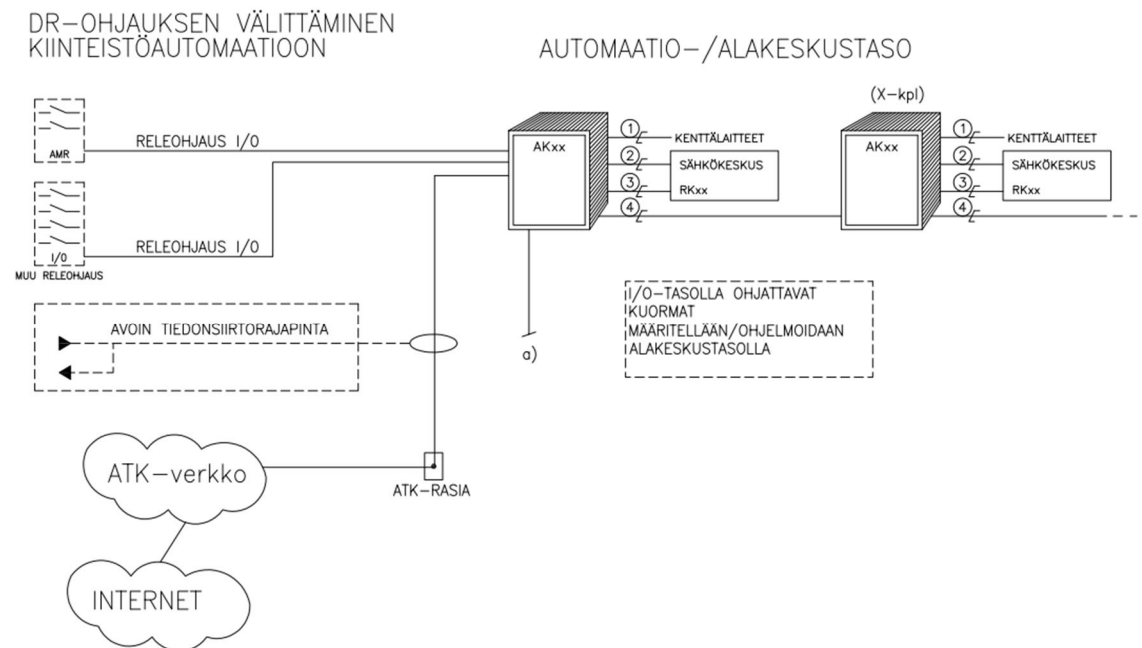 DR-OHJAUKSEN VÄLITTÄMINEN
KIINTEISTÖAUTOMAATIOON
AUTOMAATIO-/ALAKESKUSTASO
(X-kpl)
AMR
RELEOHJAUS I/O
I/O
MUU RELEOHJAUS
RELEOHJAUS I/O
AKxx
1
KENTTÄLAITTEET
2
SÄHKÖKESKUS
3
RKxx
4
AKxx
1
KENTTÄLAITTEET
2
SÄHKÖKESKUS
3
RKxx
4
AVOIN TIEDONSIIRTORAJAPINTA
a)
I/O-TASOLLA OHJATTAVAT
KUORMAT
MÄÄRITELLÄÄN/OHJELMOIDAAN
ALAKESKUSTASOLLA
ATK-verkko
ATK-RASIA
INTERNET